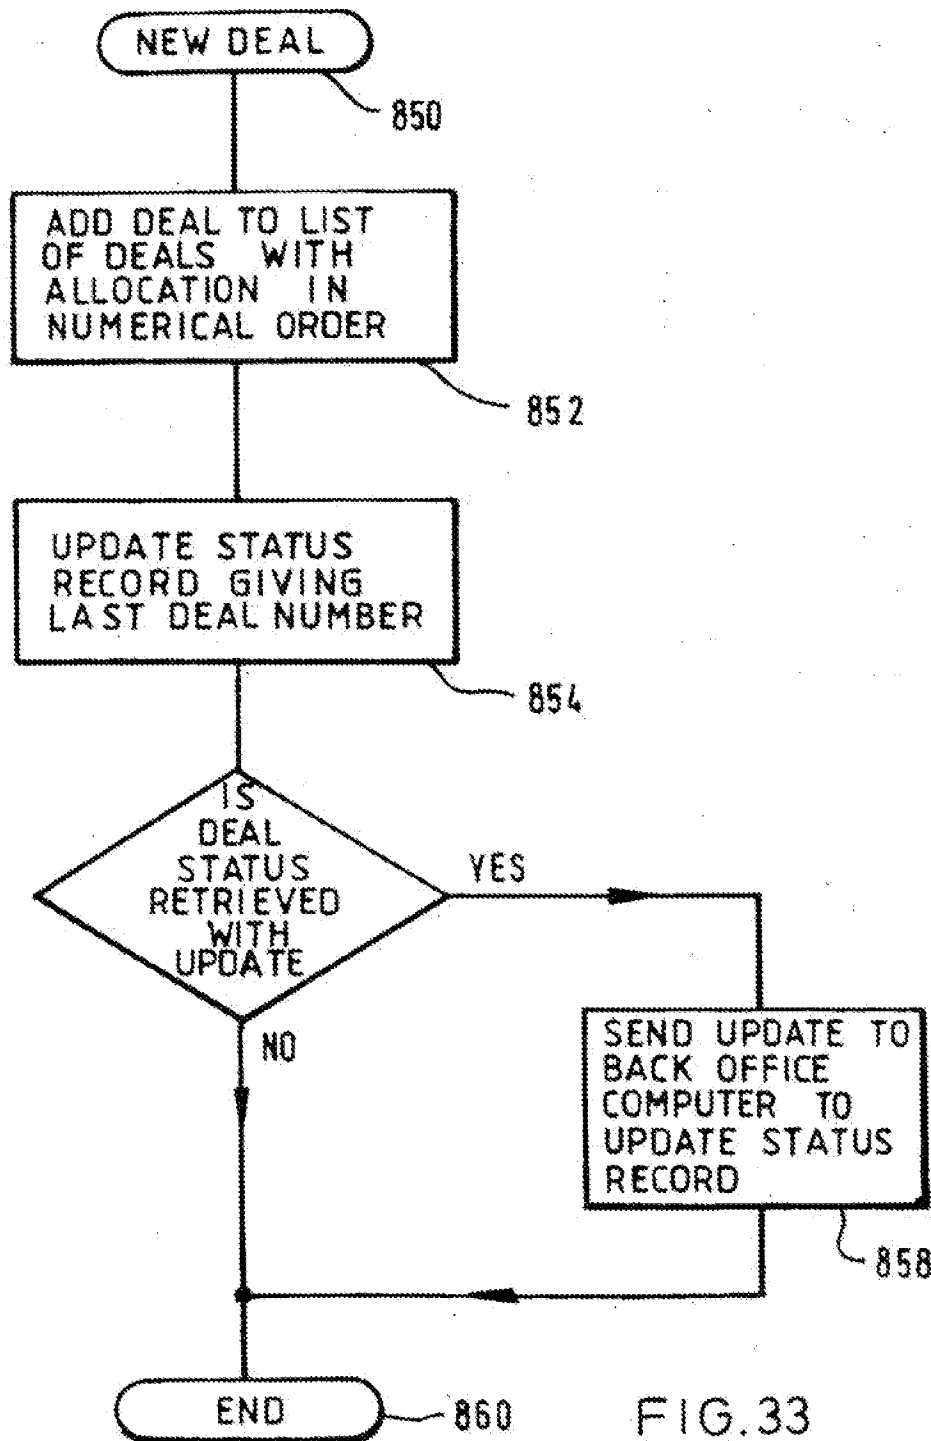 NEW DEAL
850
ADD DEAL TO LIST
OF DEALS WITH
ALLOCATION IN
NUMERICAL ORDER
852
UPDATE STATUS
RECORD GIVING
LAST DEAL NUMBER
854
IS
DEAL
STATUS
RETRIEVED
WITH
UPDATE
YES
NO
SEND UPDATE TO
BACK OFFICE
COMPUTER TO
UPDATE STATUS
RECORD
858
END
860
FIG.33